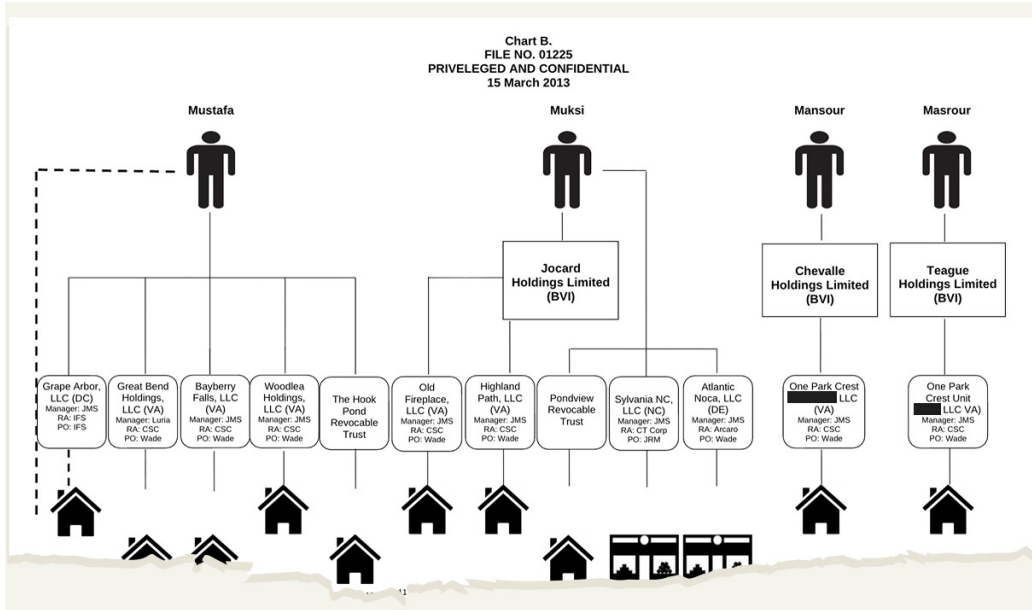 Chart B.
FILE NO. 01225
PRIVELEGED AND CONFIDENTIAL
15 March 2013
Mustafa
Muksi
Mansour
Masrour
Jocard
Holdings Limited
(BVI)
Chevalle
Holdings Limited
(BVI)
Teague
Holdings Limited
(BVI)
Grape Arbor,
LLC (DC)
Manager: JMS
RA: IFS
PO: IFS
Great Bend
Holdings,
LLC (VA)
Manager: Luria
RA: CSC
PO: Wade
Bayberry
Falls, LLC
(VA)
Manager: JMS
RA: CSC
PO: Wade
Woodlea
Holdings,
LLC (VA)
Manager: JMS
RA: CSC
PO: Wade
The Hook
Pond
Revocable
Trust
Old
Fireplace,
LLC (VA)
Manager: JMS
RA: CSC
PO: Wade
Highland
Path, LLC
(VA)
Manager: JMS
RA: CSC
PO: Wade
Pondview
Revocable
Trust
Sylvania NC,
LLC (NC)
Manager: JMS
RA: CT Corp
PO: JRM
Atlantic
Noca, LLC
(DE)
Manager: JMS
RA: Arcaro
PO: Wade
One Park Crest
LLC
(VA)
Manager: JMS
RA: CSC
PO: Wade
One Park
Crest Unit
LLC VA)
Manager: JMS
RA: CSC
PO: Wade